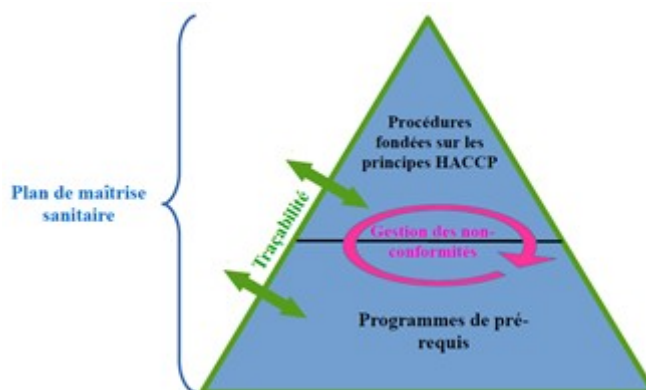 Plan de maîtrise
sanitaire
Procédures
fondées sur les
principes HACCP
Traçabilité
Gestion des non-
conformités
Programmes de pré-
requis